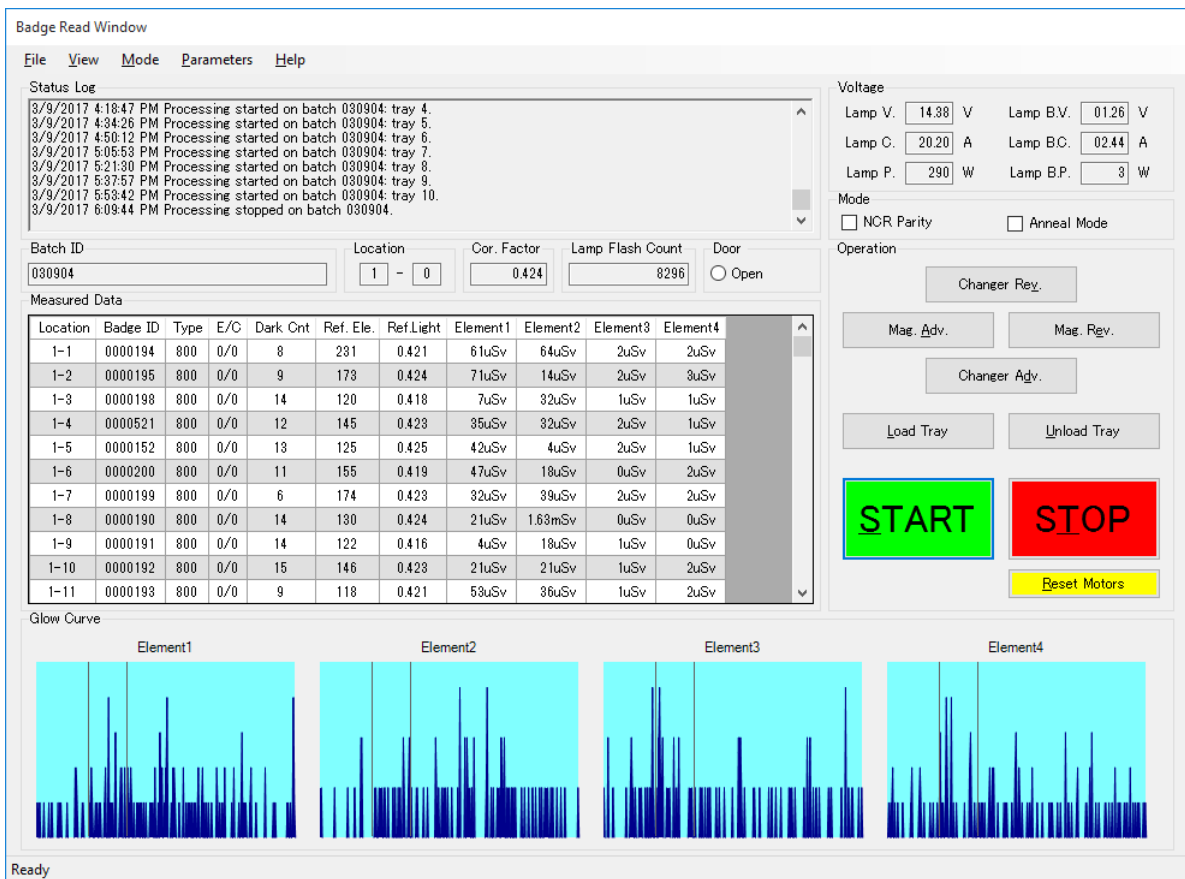 Badge Read Window
File View Mode Parameters Help
Status Log
3/9/2017 4:18:47 PM Processing started on batch 030904: tray 4.
3/9/2017 4:34:26 PM Processing started on batch 030904: tray 5.
3/9/2017 4:50:12 PM Processing started on batch 030904: tray 6.
3/9/2017 5:05:53 PM Processing started on batch 030904: tray 7.
3/9/2017 5:21:30 PM Processing started on batch 030904: tray 8.
3/9/2017 5:37:57 PM Processing started on batch 030904: tray 9.
3/9/2017 5:53:42 PM Processing started on batch 030904: tray 10.
3/9/2017 6:09:44 PM Processing stopped on batch 030904.
Voltage
Lamp V. 14.38 V Lamp B.V. 01.26 V
Lamp C. 20.20 A Lamp B.C. 02.44 A
Lamp P. 290 W Lamp B.P. 3 W
Mode
NCR Parity Anneal Mode
Batch ID Location Cor. Factor Lamp Flash Count Door
030904 1 - 0 0.424 8296 Open
Measured Data
Location Badge ID Type E/C Dark Cnt Ref. Ele. Ref.Light Element1 Element2 Element3 Element4
1-1 0000194 800 0/0 8 231 0.421 61uSv 64uSv 2uSv 2uSv
1-2 0000195 800 0/0 9 173 0.424 71uSv 14uSv 2uSv 3uSv
1-3 0000198 800 0/0 14 120 0.418 7uSv 32uSv 1uSv 1uSv
1-4 0000521 800 0/0 12 145 0.423 35uSv 32uSv 2uSv 1uSv
1-5 0000152 800 0/0 13 125 0.425 42uSv 4uSv 2uSv 1uSv
1-6 0000200 800 0/0 11 155 0.419 47uSv 18uSv 0uSv 2uSv
1-7 0000199 800 0/0 6 174 0.423 32uSv 39uSv 2uSv 2uSv
1-8 0000190 800 0/0 14 130 0.424 21uSv 1.63mSv 0uSv 0uSv
1-9 0000191 800 0/0 14 122 0.416 4uSv 18uSv 1uSv 0uSv
1-10 0000192 800 0/0 15 146 0.423 21uSv 21uSv 1uSv 2uSv
1-11 0000193 800 0/0 9 118 0.421 53uSv 36uSv 1uSv 2uSv
Operation
Changer Rev.
Mag. Adv. Mag. Rev.
Changer Adv.
Load Tray Unload Tray
START STOP
Reset Motors
Glow Curve
Element1 Element2 Element3 Element4
Ready